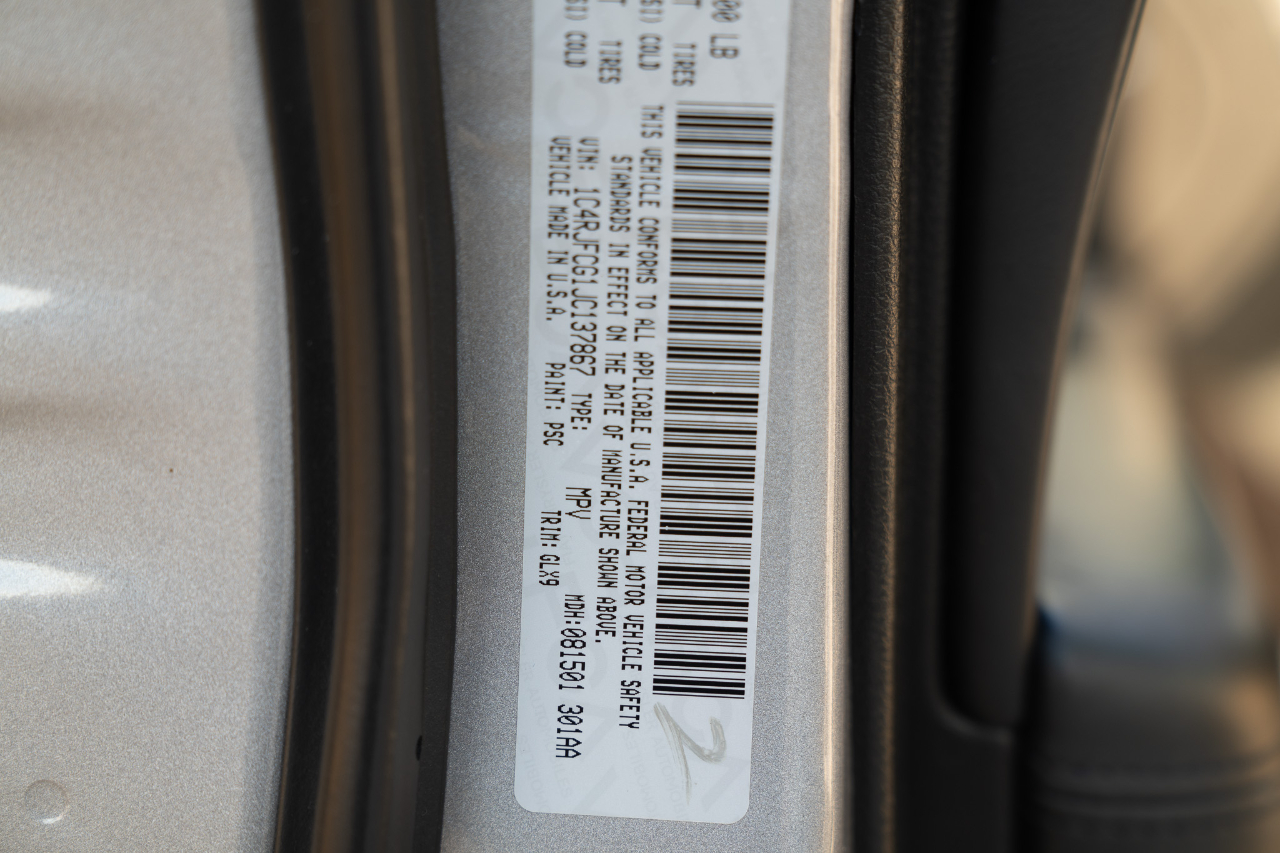 00 LB
T TIRES
SI) COLD
T TIRES
SI) COLD
THIS VEHICLE CONFORMS TO ALL APPLICABLE U.S.A. FEDERAL MOTOR VEHICLE SAFETY
STANDARDS IN EFFECT ON THE DATE OF MANUFACTURE SHOWN ABOVE.
VIN: 1C4RJFCG1JC137867 TYPE: MPV MDH:081501 301AA
VEHICLE MADE IN U.S.A. PAINT: PSC TRIM: GLX9
2